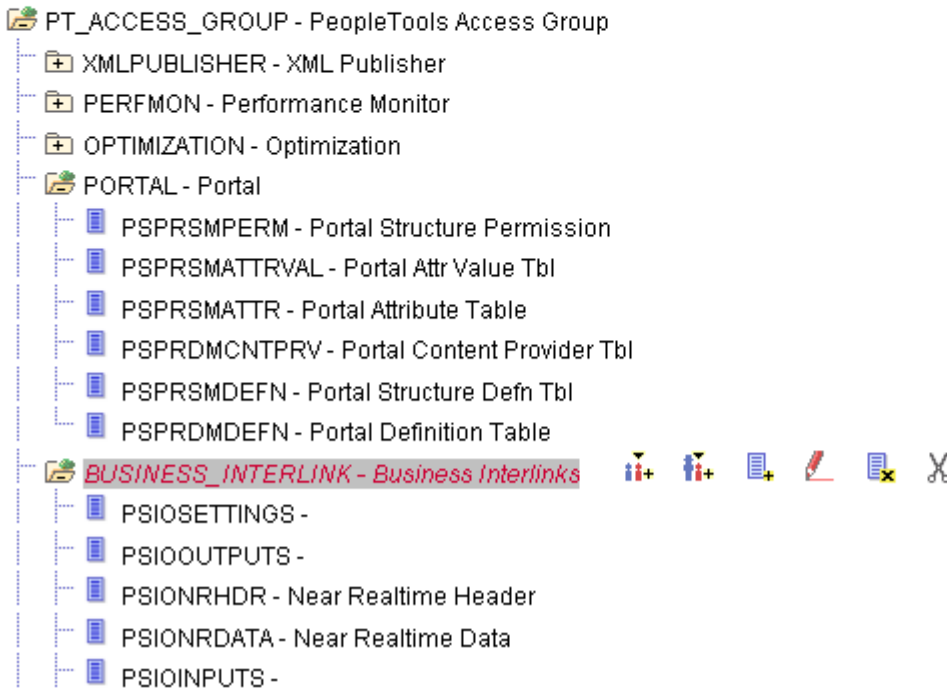 PT_ACCESS_GROUP - PeopleTools Access Group
XMLPUBLISHER - XML Publisher
PERFMON - Performance Monitor
OPTIMIZATION - Optimization
PORTAL - Portal
PSPRSMPERM - Portal Structure Permission
PSPRSMATTRVAL - Portal Attr Value Tbl
PSPRSMATTR - Portal Attribute Table
PSPRDMCNTPRV - Portal Content Provider Tbl
PSPRSMDEFN - Portal Structure Defn Tbl
PSPRDMDEFN - Portal Definition Table
BUSINESS_INTERLINK - Business Interlinks
PSIOSETTINGS -
PSIOOUTPUTS -
PSIONRHDR - Near Realtime Header
PSIONRDATA - Near Realtime Data
PSIOINPUTS -